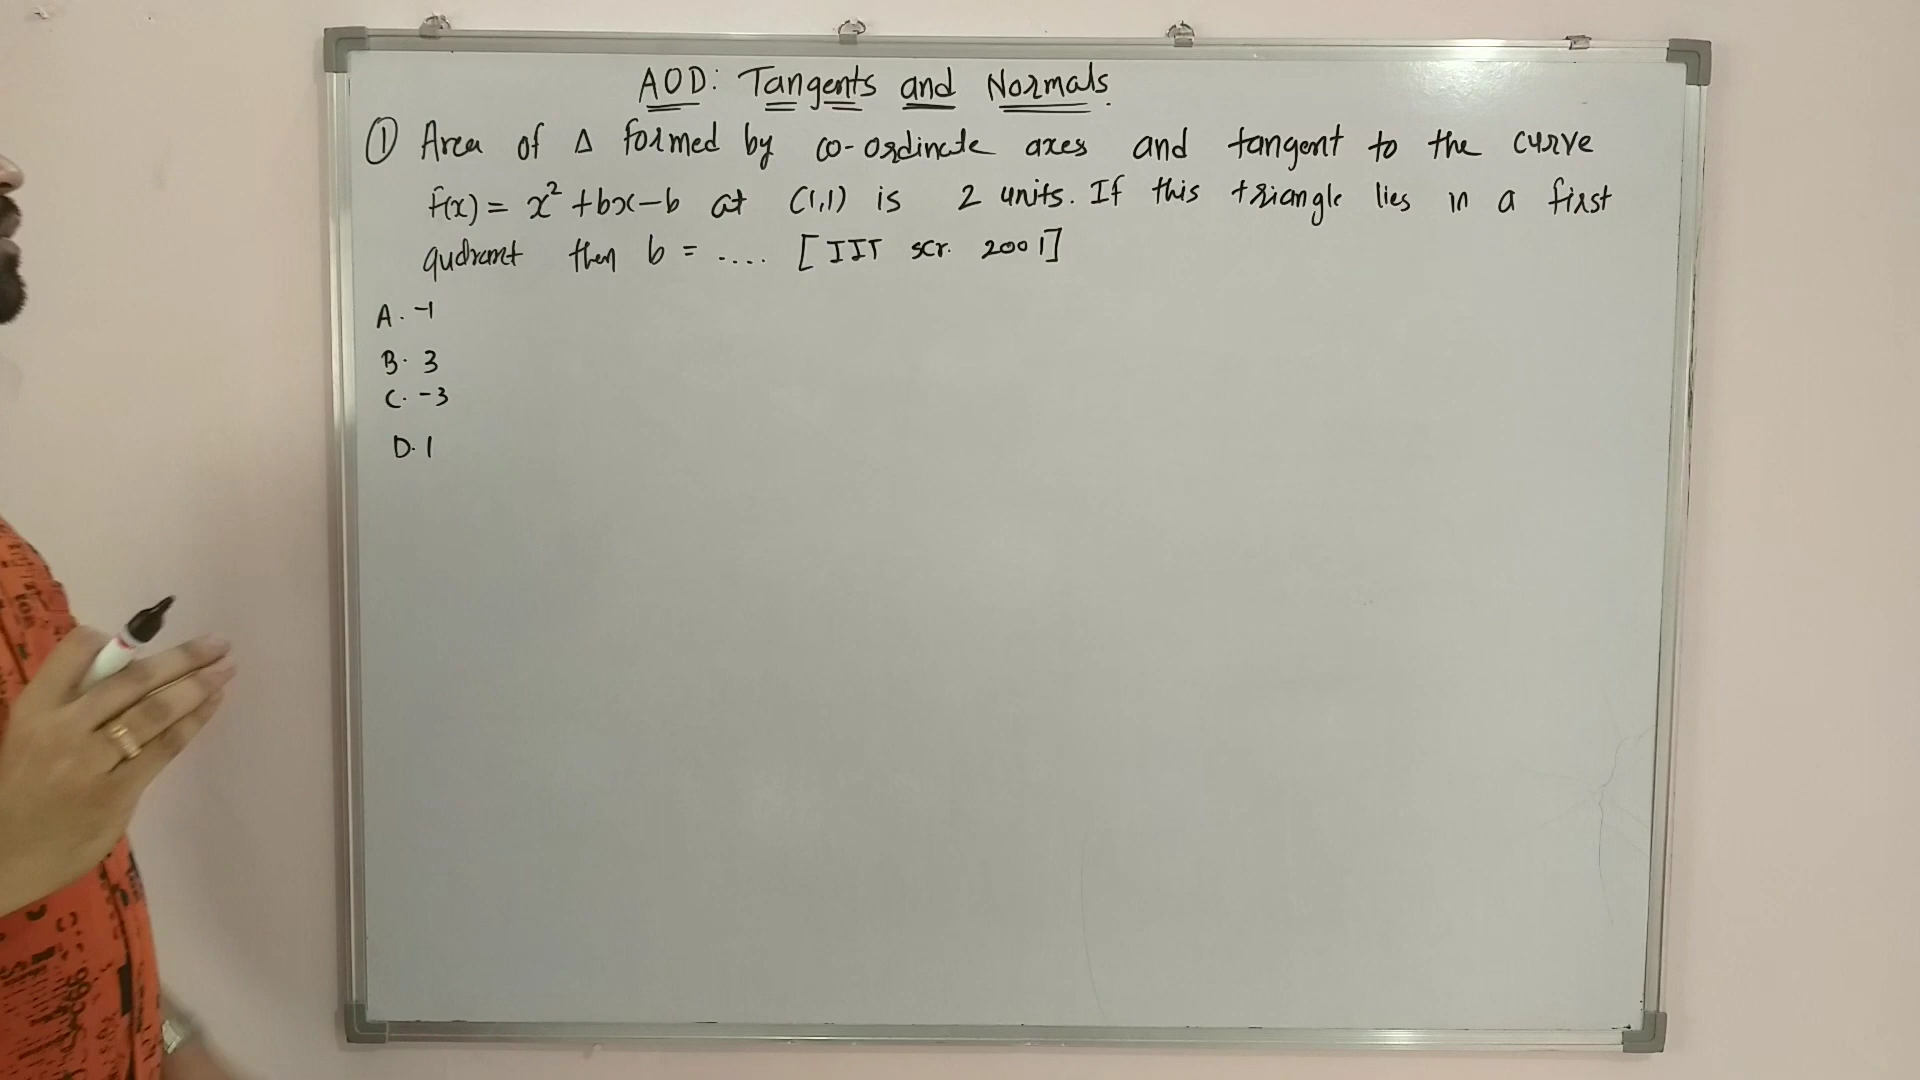 AOD: Tangents and Normals.
① Area of Δ formed by co-ordinate axes and tangent to the curve
f(x) = x² + bx - b at (1,1) is 2 units. If this triangle lies in a first
qudrant then b = .... [IIT scr. 2001]
A. -1
B. 3
C. -3
D. 1